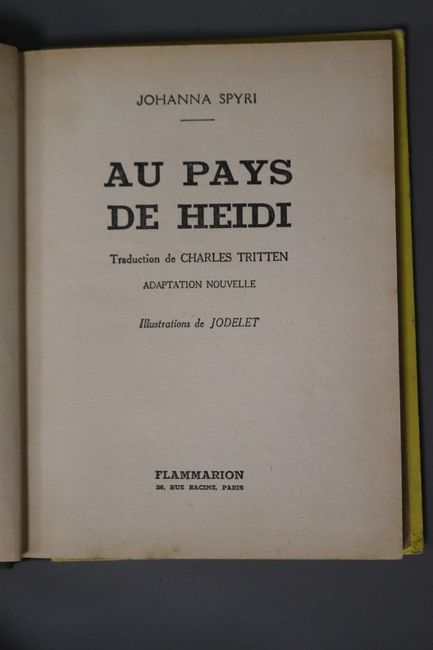 JOHANNA SPYRI
AU PAYS
DE HEIDI
Traduction de CHARLES TRITTEN
ADAPTATION NOUVELLE
Illustrations de JODELET
FLAMMARION
26, RUE RACINE, PARIS